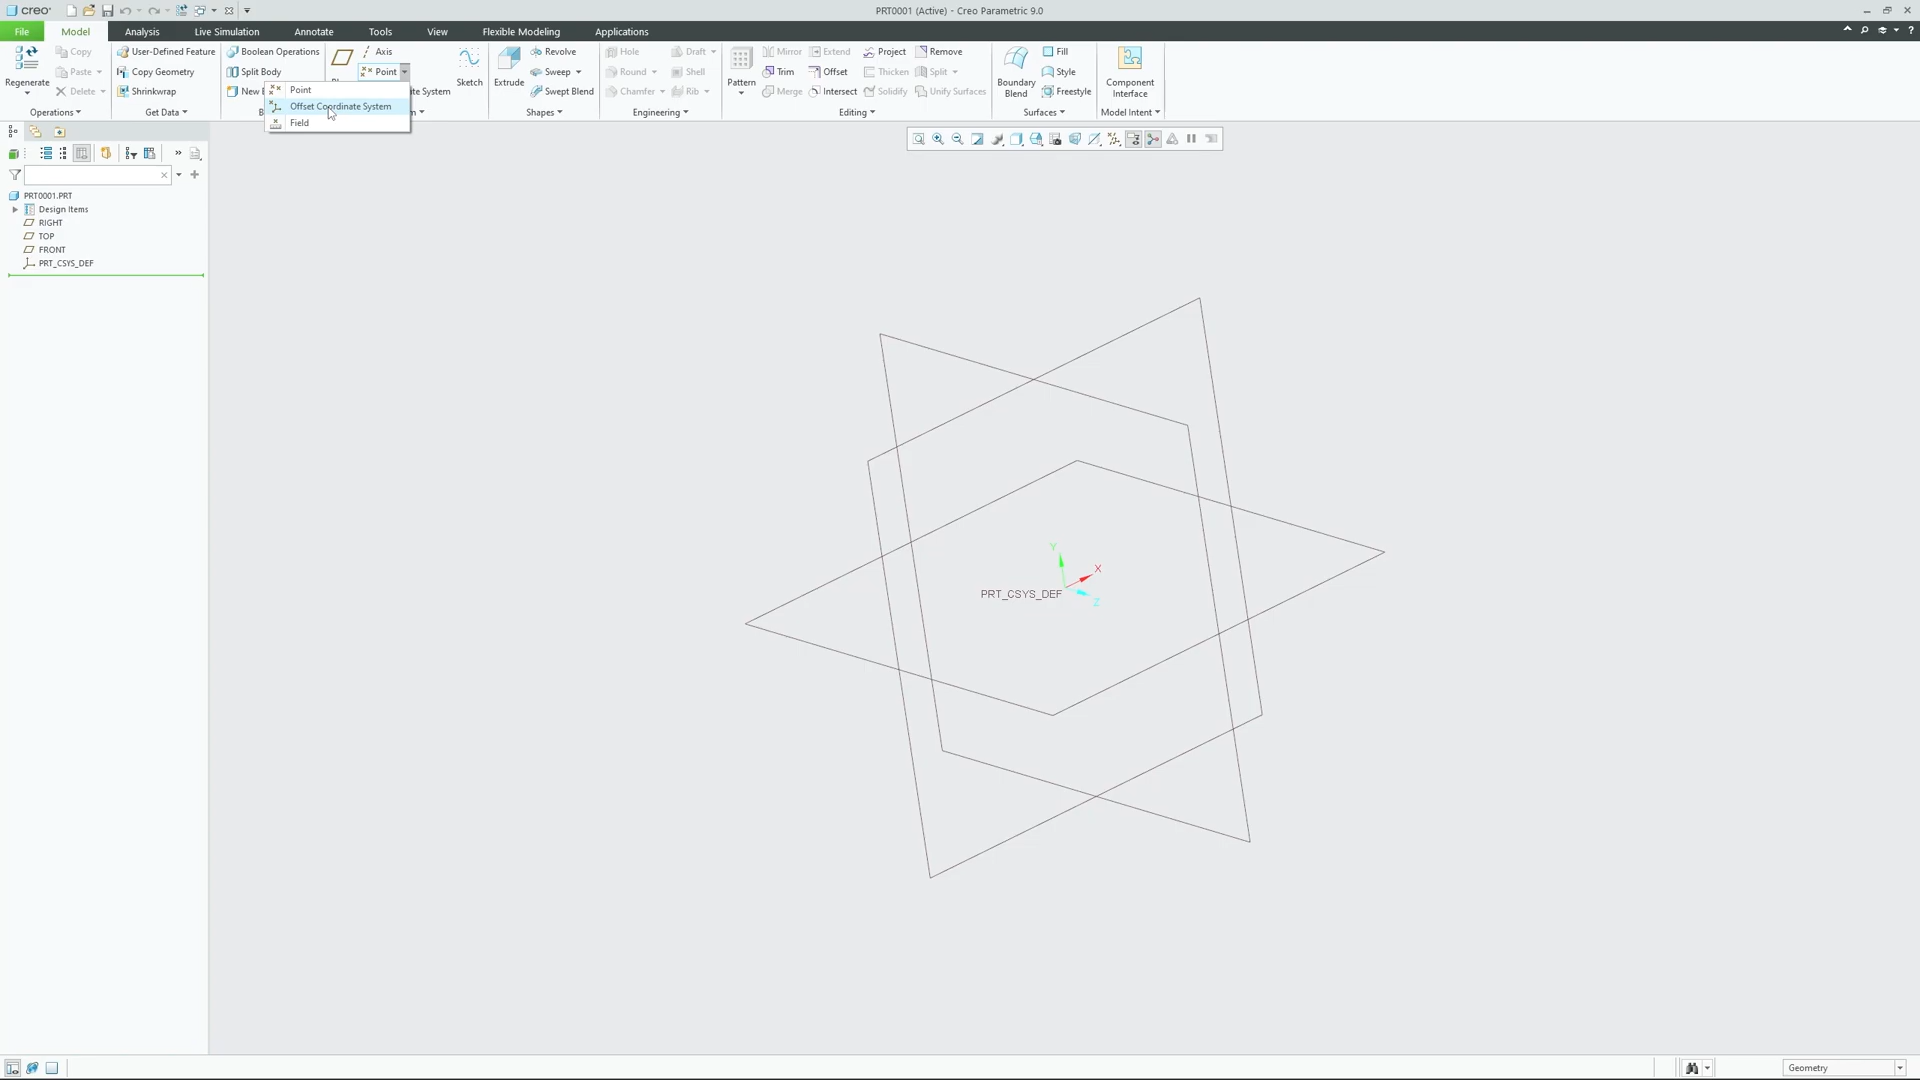 creo
PRT0001 (Active) - Creo Parametric 9.0
File Model Analysis Live Simulation Annotate Tools View Flexible Modeling Applications
Regenerate
Copy
Paste
Delete
Operations
User-Defined Feature
Copy Geometry
Shrinkwrap
Get Data
Boolean Operations
Split Body
New
Axis
Point
Point
Offset Coordinate System
Field
Sketch
Extrude
Revolve
Sweep
Swept Blend
Shapes
Hole
Round
Chamfer
Draft
Shell
Rib
Engineering
Pattern
Mirror
Trim
Merge
Extend
Offset
Intersect
Project
Thicken
Solidify
Remove
Split
Unify Surfaces
Editing
Boundary
Blend
Fill
Style
Freestyle
Surfaces
Component
Interface
Model Intent
PRT0001.PRT
Design Items
RIGHT
TOP
FRONT
PRT_CSYS_DEF
Y
X
PRT_CSYS_DEF
Z
Geometry